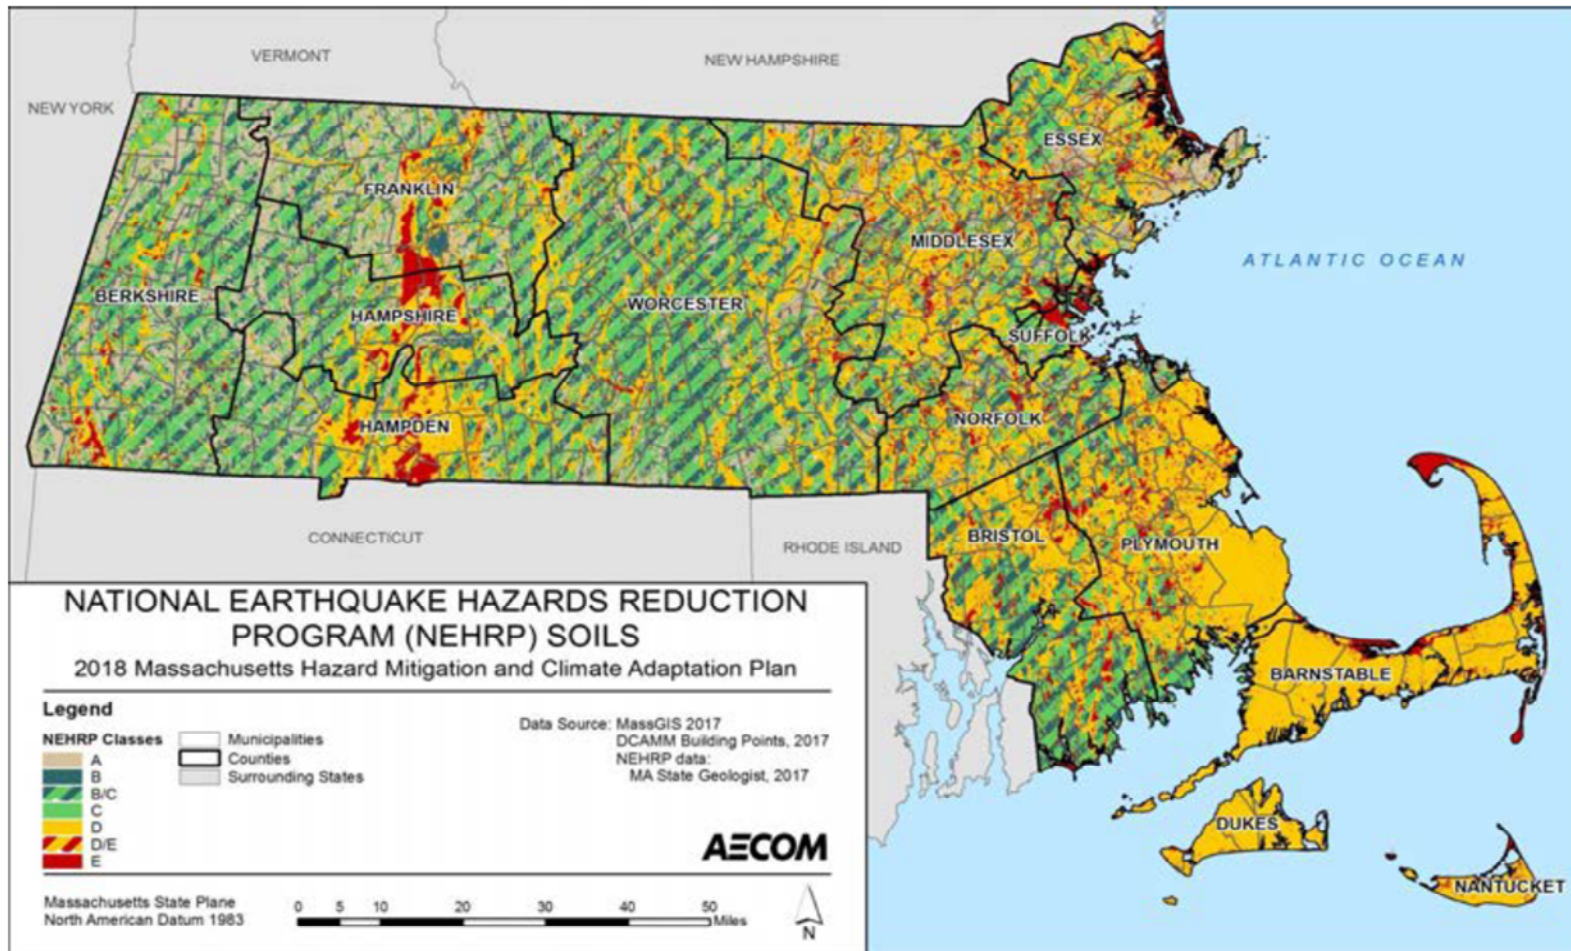 VERMONT
NEW HAMPSHIRE
NEW YORK
ESSEX
FRANKLIN
MIDDLESEX
ATLANTIC OCEAN
BERKSHIRE
WORCESTER
HAMPSHIRE
SUFFOLK
NORFOLK
HAMPDEN
CONNECTICUT
RHODE ISLAND
BRISTOL
PLYMOUTH
BARNSTABLE
DUKES
NANTUCKET
NATIONAL EARTHQUAKE HAZARDS REDUCTION
PROGRAM (NEHRP) SOILS
2018 Massachusetts Hazard Mitigation and Climate Adaptation Plan
Legend
NEHRP Classes
A
B
B/C
C
D
D/E
E
Municipalities
Counties
Surrounding States
Data Source: MassGIS 2017
DCAMM Building Points, 2017
NEHRP data:
MA State Geologist, 2017
AECOM
Massachusetts State Plane
North American Datum 1983
0 5 10 20 30 40 50 Miles
N